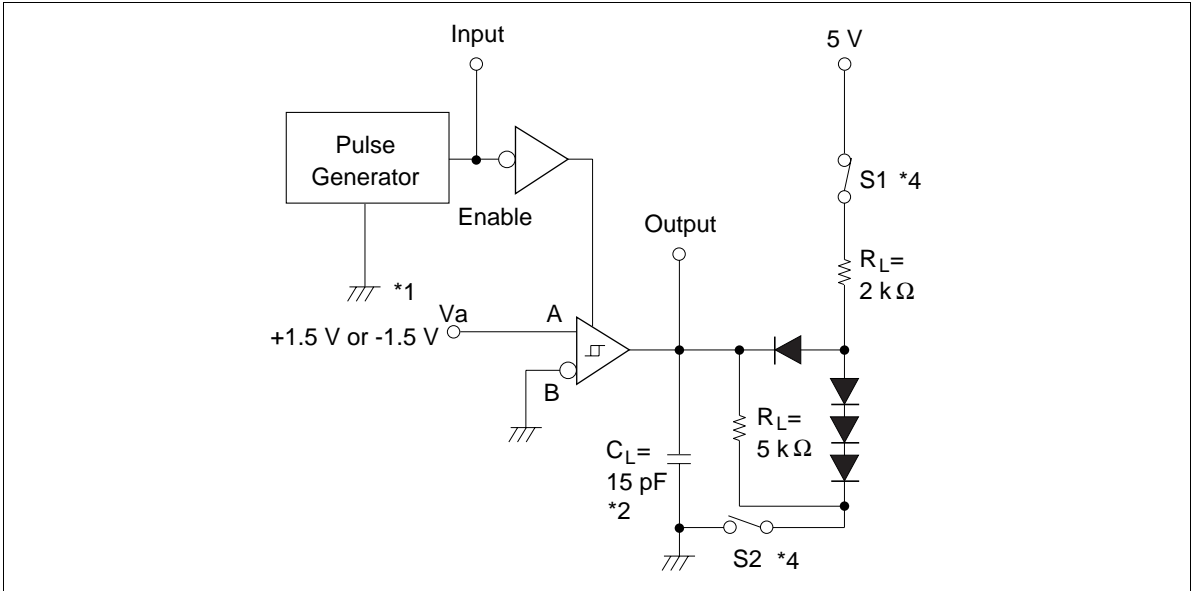 Input
5 V
Pulse
Generator
S1 *4
Enable
Output
RL=
2 kΩ
*1
Va
A
+1.5 V or -1.5 V
B
RL=
5 kΩ
CL=
15 pF
*2
S2 *4